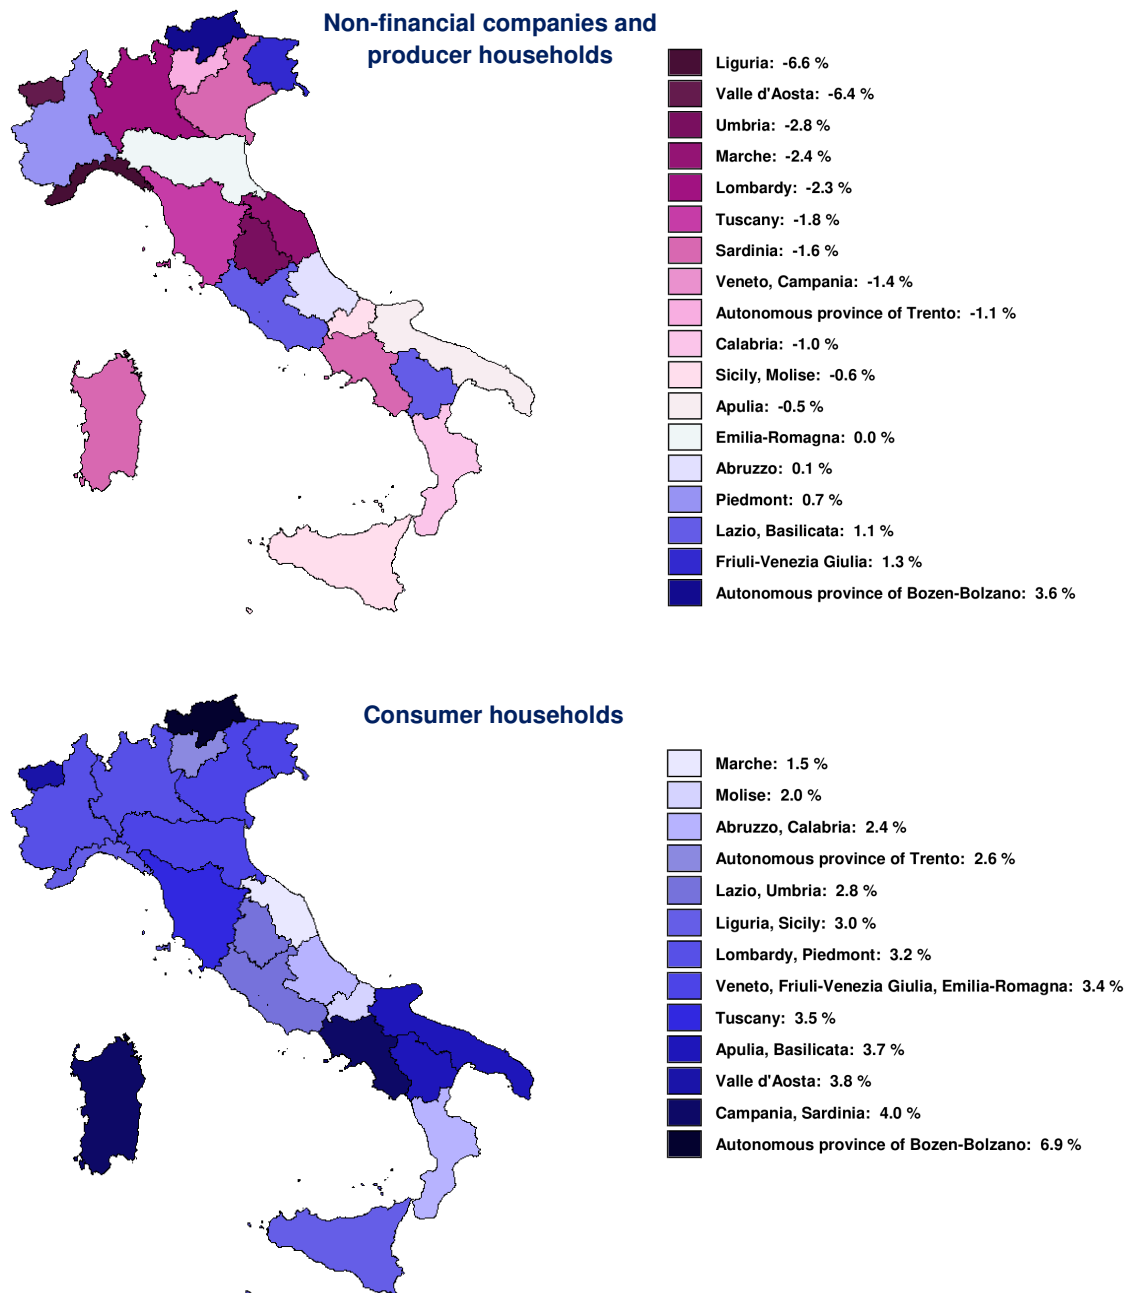 Non-financial companies and
producer households
Liguria: -6.6 %
Valle d'Aosta: -6.4 %
Umbria: -2.8 %
Marche: -2.4 %
Lombardy: -2.3 %
Tuscany: -1.8 %
Sardinia: -1.6 %
Veneto, Campania: -1.4 %
Autonomous province of Trento: -1.1 %
Calabria: -1.0 %
Sicily, Molise: -0.6 %
Apulia: -0.5 %
Emilia-Romagna: 0.0 %
Abruzzo: 0.1 %
Piedmont: 0.7 %
Lazio, Basilicata: 1.1 %
Friuli-Venezia Giulia: 1.3 %
Autonomous province of Bozen-Bolzano: 3.6 %
Consumer households
Marche: 1.5 %
Molise: 2.0 %
Abruzzo, Calabria: 2.4 %
Autonomous province of Trento: 2.6 %
Lazio, Umbria: 2.8 %
Liguria, Sicily: 3.0 %
Lombardy, Piedmont: 3.2 %
Veneto, Friuli-Venezia Giulia, Emilia-Romagna: 3.4 %
Tuscany: 3.5 %
Apulia, Basilicata: 3.7 %
Valle d'Aosta: 3.8 %
Campania, Sardinia: 4.0 %
Autonomous province of Bozen-Bolzano: 6.9 %